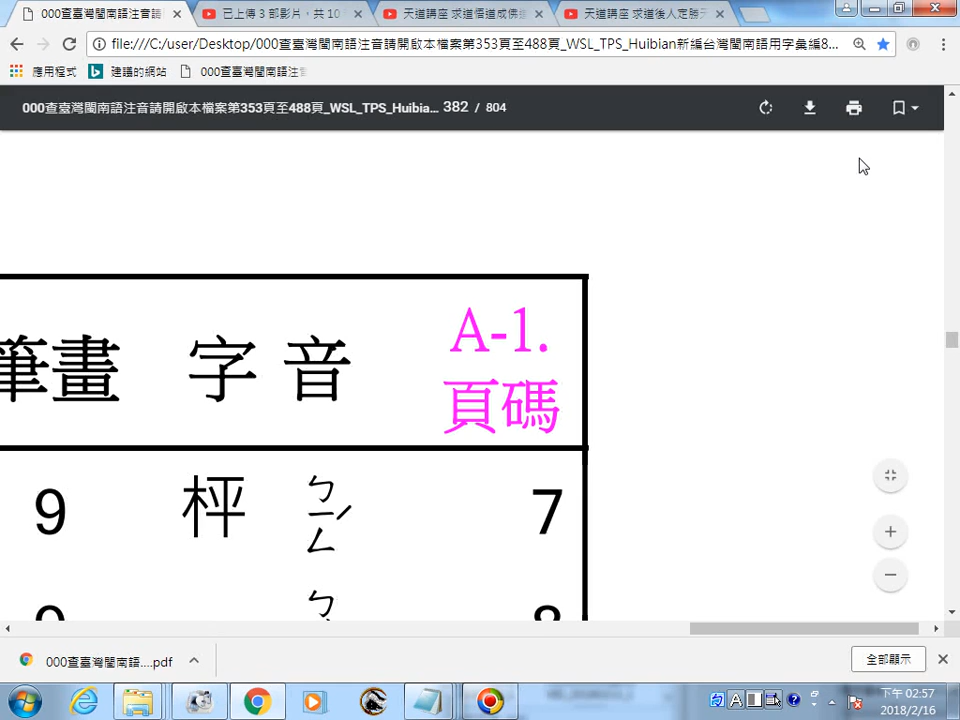 000查臺灣閩南語注音請
已上傳 3 部影片，共 10
天道講座 求道悟道成佛
天道講座 求道後人定勝天
file:///C:/user/Desktop/000查臺灣閩南語注音請開啟本檔案第353頁至488頁_WSL_TPS_Huibian新編台灣閩南語用字彙編8...
應用程式
建議的網站
000查臺灣閩南語注音
000查臺灣閩南語注音請開啟本檔案第353頁至488頁_WSL_TPS_Huibia... 382 / 804
筆畫 字音 A-1.
頁碼
9 枰 ㄅㄧㄥˊ 7
9 ㄅ 8
000查臺灣閩南語....pdf
全部顯示
下午 02:57
2018/2/16